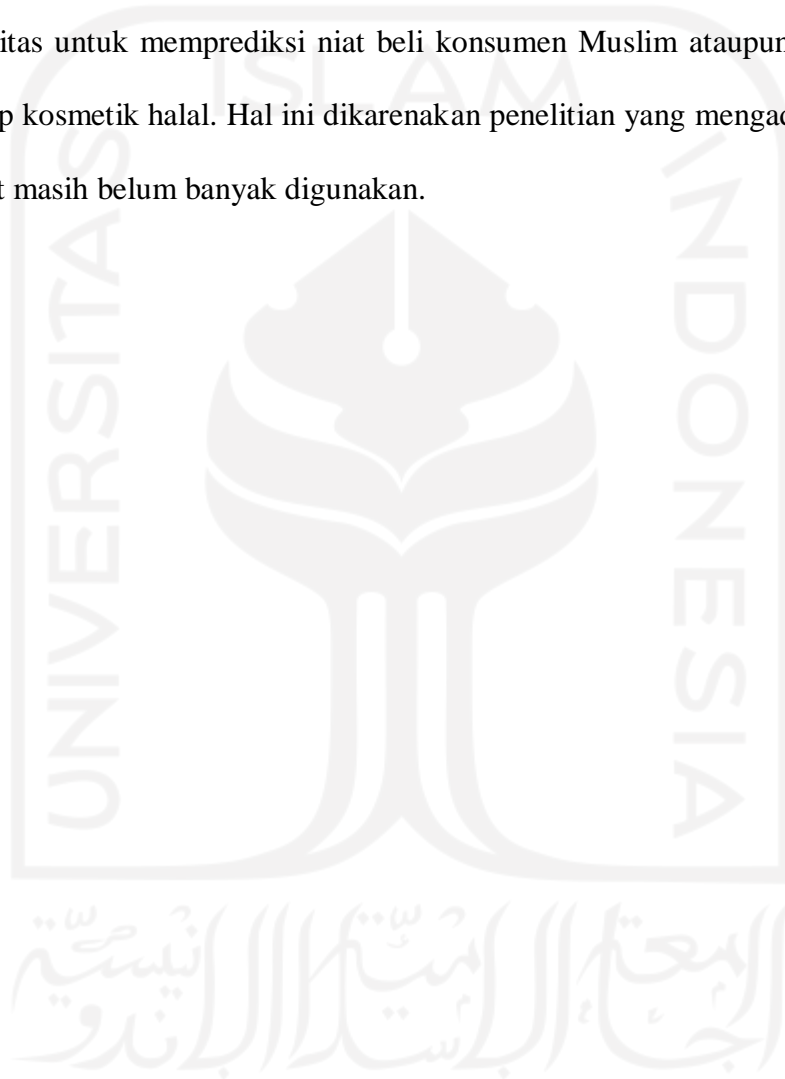 itas untuk memprediksi niat beli konsumen Muslim ataupun
p kosmetik halal. Hal ini dikarenakan penelitian yang mengad
t masih belum banyak digunakan.
ISLAM
UNIVERSITAS
INDONESIA